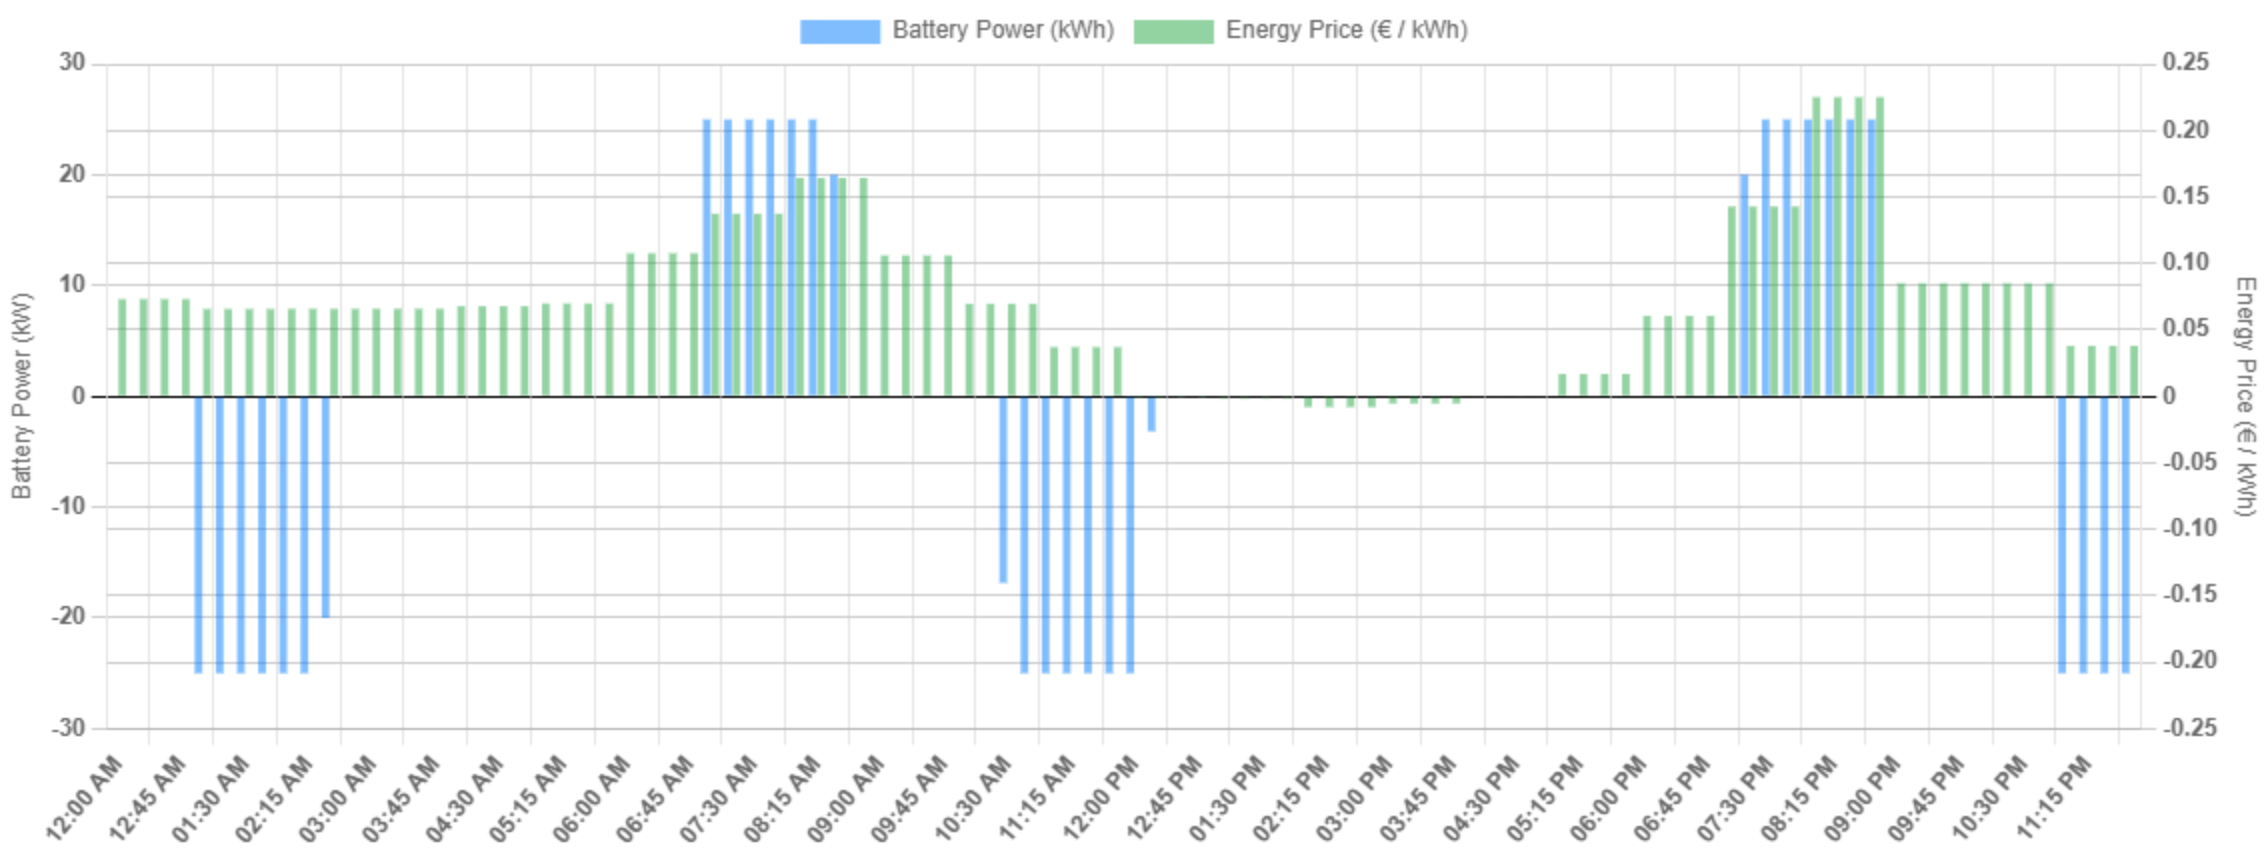 Battery Power (kWh) Energy Price (€ / kWh)
30
20
10
0
-10
-20
-30
Battery Power (kW)
0.25
0.20
0.15
0.10
0.05
0
-0.05
-0.10
-0.15
-0.20
-0.25
Energy Price (€ / kWh)
12:00 AM
12:45 AM
01:30 AM
02:15 AM
03:00 AM
03:45 AM
04:30 AM
05:15 AM
06:00 AM
06:45 AM
07:30 AM
08:15 AM
09:00 AM
09:45 AM
10:30 AM
11:15 AM
12:00 PM
12:45 PM
01:30 PM
02:15 PM
03:00 PM
03:45 PM
04:30 PM
05:15 PM
06:00 PM
06:45 PM
07:30 PM
08:15 PM
09:00 PM
09:45 PM
10:30 PM
11:15 PM